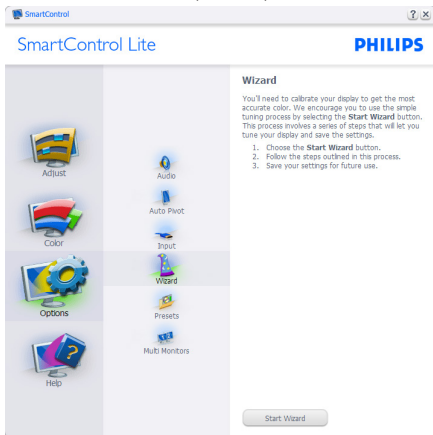 SmartControl
SmartControl Lite
PHILIPS
Adjust
Color
Options
Help
Audio
Auto Pivot
Input
Wizard
Presets
Multi Monitors
Wizard
You'll need to calibrate your display to get the most
accurate color. We encourage you to use the simple
tuning process by selecting the Start Wizard button.
This process involves a series of steps that will let you
tune your display and save the settings.
1. Choose the Start Wizard button.
2. Follow the steps outlined in this process.
3. Save your settings for future use.
Start Wizard